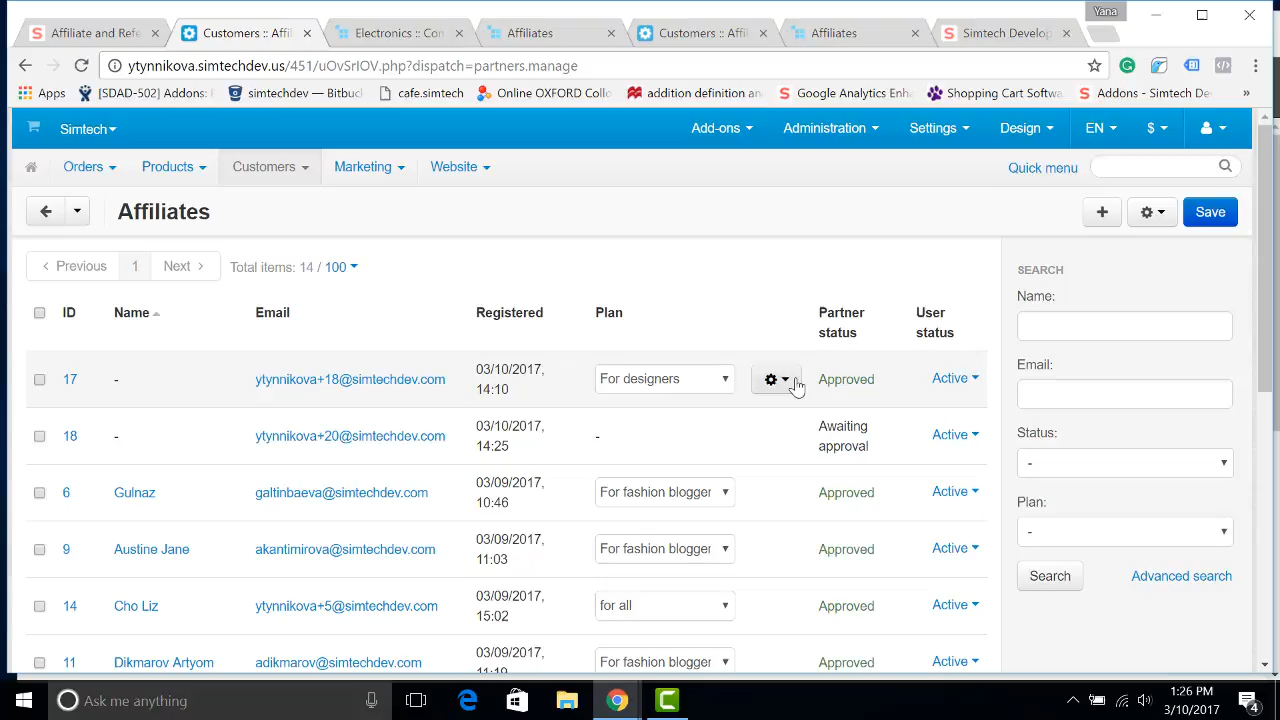 Yana
Affiliate and Refe
Customers :: Affil
Electronics :: Con
Affiliates
Customers :: Affil
Affiliates
Simtech Develop
ytynnikova.simtechdev.us/451/uOvSrIOV.php?dispatch=partners.manage
Apps
[SDAD-502] Addons: F
simtechdev — Bitbuck
cafe.simtech
Online OXFORD Collo
addition definition and
Google Analytics Enha
Shopping Cart Softwa
Addons - Simtech De
»
Simtech
Add-ons
Administration
Settings
Design
EN
$
Orders
Products
Customers
Marketing
Website
Quick menu
Affiliates
Save
Previous
1
Next
Total items: 14 / 100
ID
Name
Email
Registered
Plan
Partner
status
User
status
17
-
ytynnikova+18@simtechdev.com
03/10/2017,
14:10
For designers
Approved
Active
18
-
ytynnikova+20@simtechdev.com
03/10/2017,
14:25
-
Awaiting
approval
Active
6
Gulnaz
galtinbaeva@simtechdev.com
03/09/2017,
10:46
For fashion blogger
Approved
Active
9
Austine Jane
akantimirova@simtechdev.com
03/09/2017,
11:03
For fashion blogger
Approved
Active
14
Cho Liz
ytynnikova+5@simtechdev.com
03/09/2017,
15:02
for all
Approved
Active
11
Dikmarov Artyom
adikmarov@simtechdev.com
03/09/2017,
11:19
For fashion blogger
Approved
Active
SEARCH
Name:
Email:
Status:
-
Plan:
-
Search
Advanced search
Ask me anything
1:26 PM
3/10/2017
4